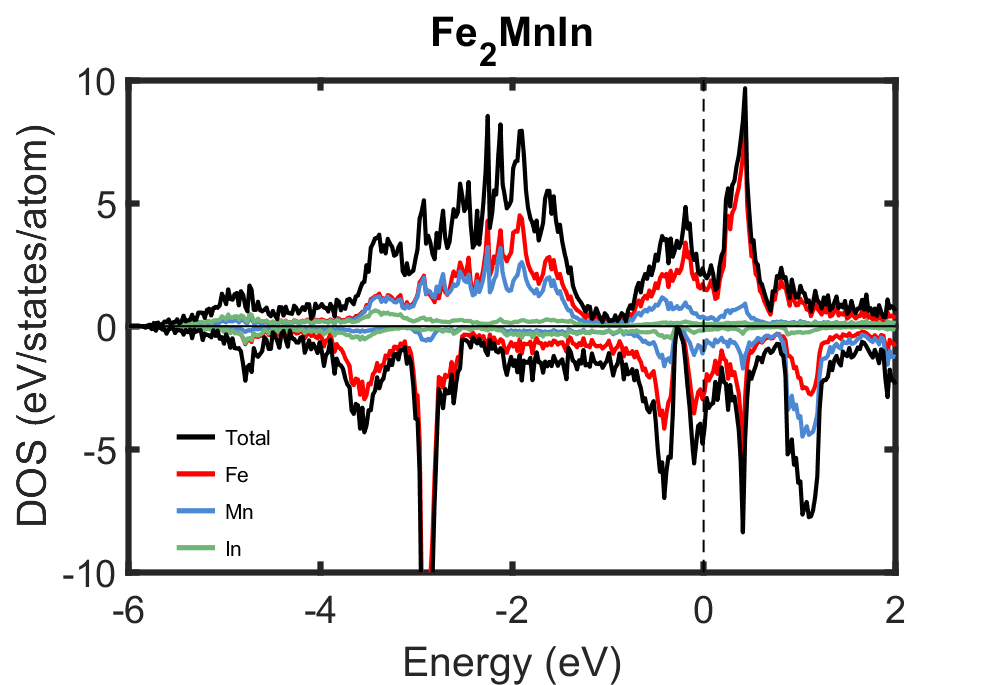 Fe₂MnIn
10
5
0
-5
-10
DOS (eV/states/atom)
Total
Fe
Mn
In
-6
-4
-2
0
2
Energy (eV)